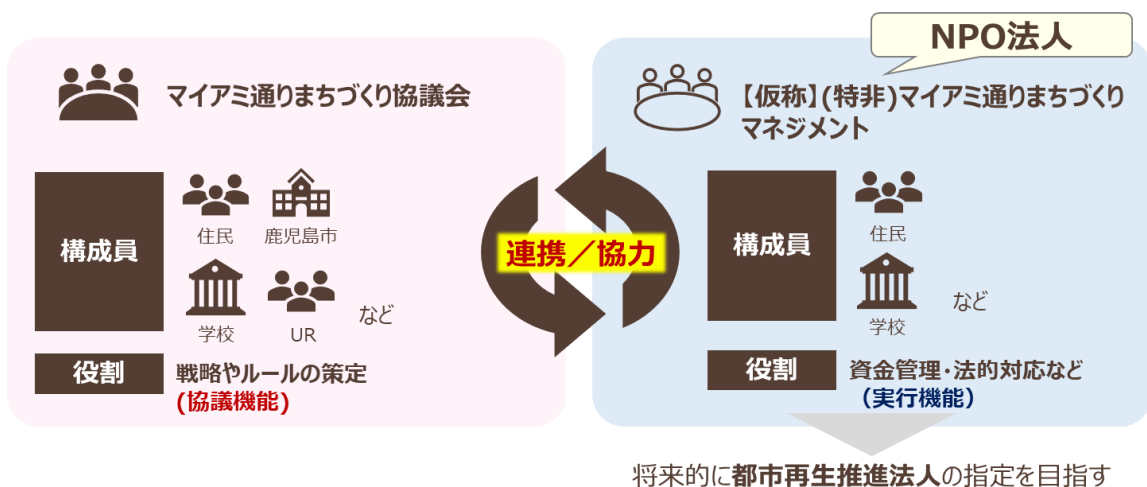 NPO法人
マイアミ通りまちづくり協議会
構成員
住民
鹿児島市
学校
UR
など
役割
戦略やルールの策定
(協議機能)
連携／協力
【仮称】(特非)マイアミ通りまちづくり
マネジメント
構成員
住民
学校
など
役割
資金管理・法的対応など
（実行機能）
将来的に都市再生推進法人の指定を目指す